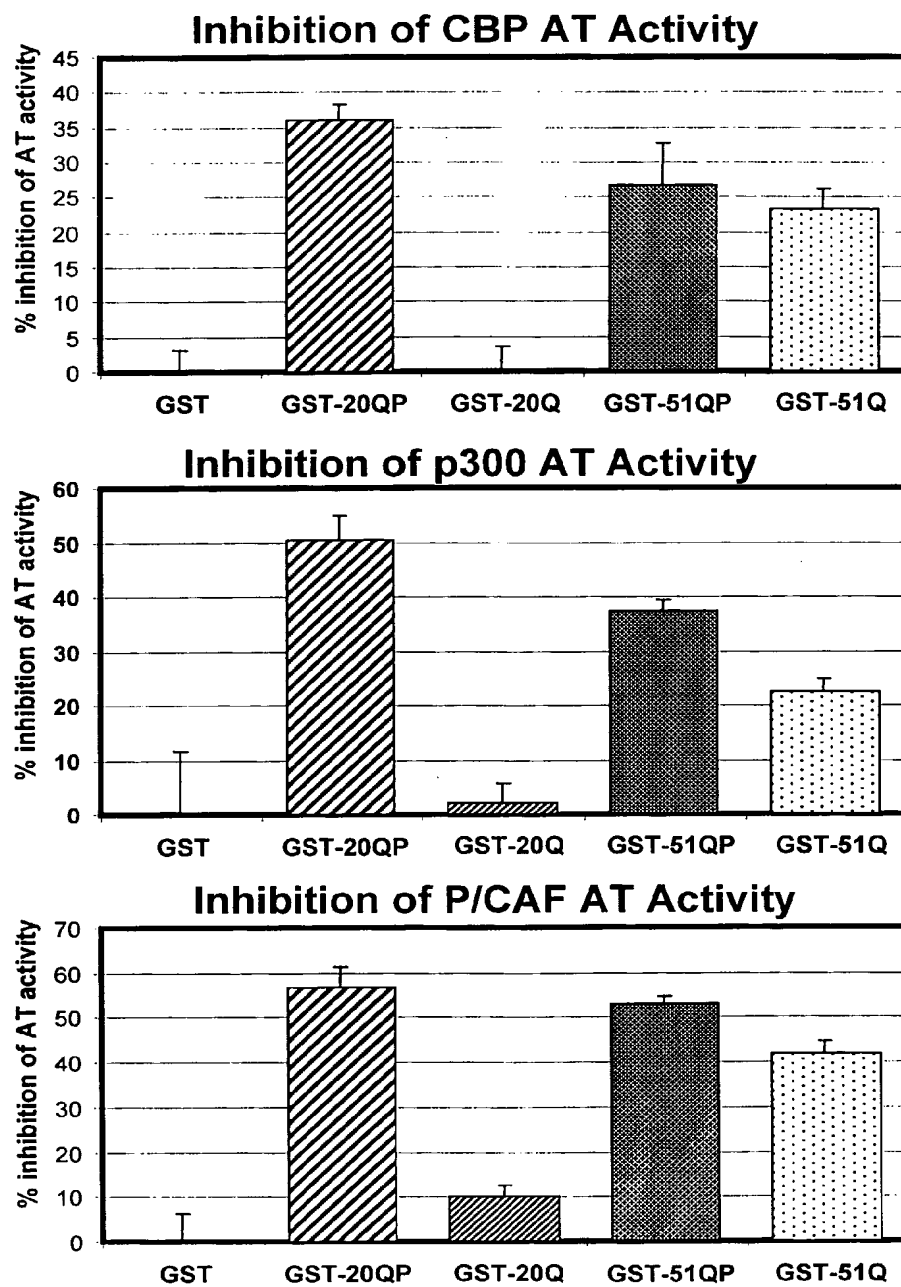 Inhibition of CBP AT Activity
% inhibition of AT activity
45
40
35
30
25
20
15
10
5
0
GST GST-20QP GST-20Q GST-51QP GST-51Q
Inhibition of p300 AT Activity
% inhibition of AT activity
60
50
40
30
20
10
0
GST GST-20QP GST-20Q GST-51QP GST-51Q
Inhibition of P/CAF AT Activity
% inhibition of AT activity
70
60
50
40
30
20
10
0
GST GST-20QP GST-20Q GST-51QP GST-51Q